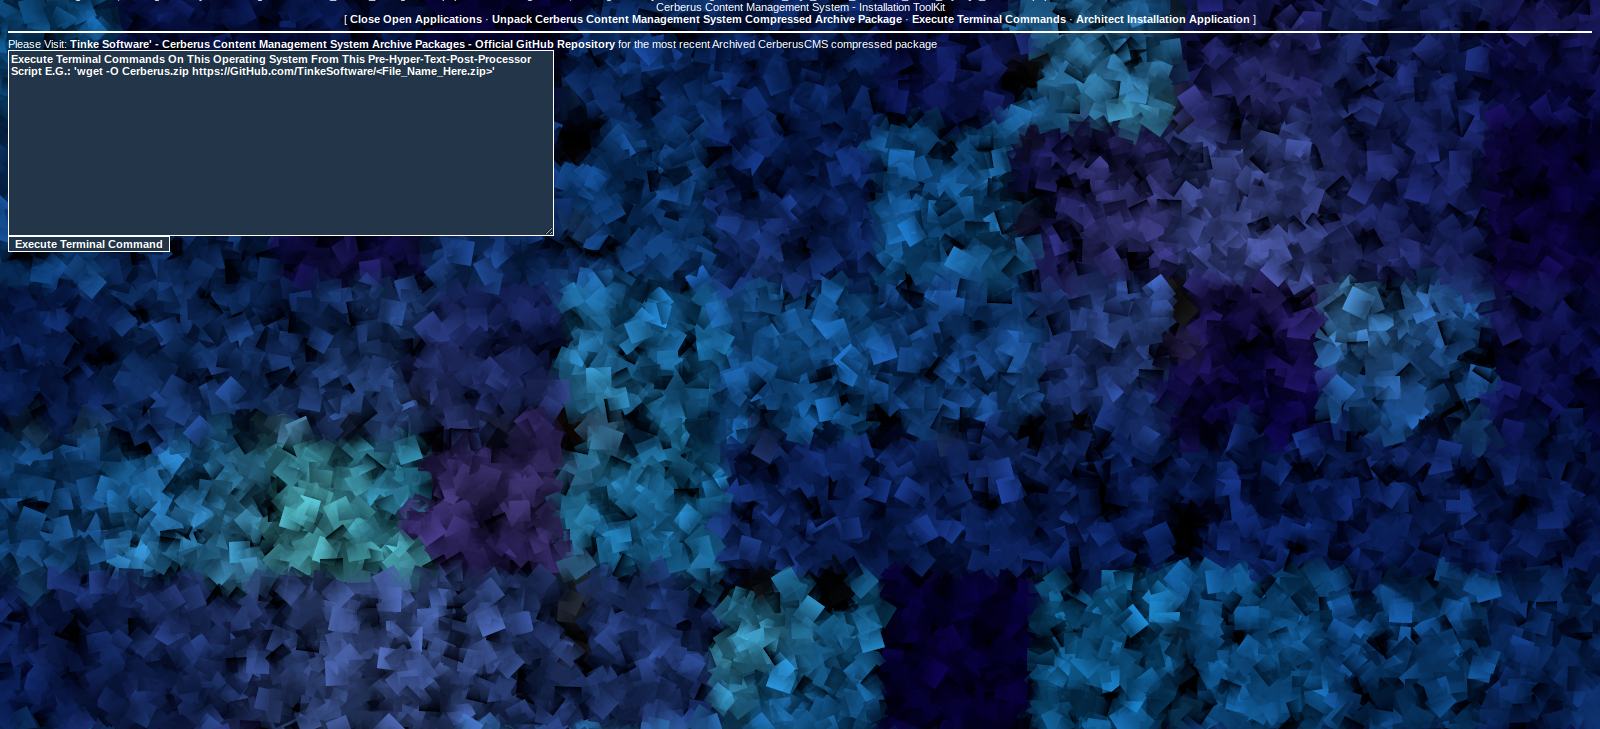 Cerberus Content Management System - Installation ToolKit
[ Close Open Applications · Unpack Cerberus Content Management System Compressed Archive Package · Execute Terminal Commands · Architect Installation Application ]
Please Visit: Tinke Software' - Cerberus Content Management System Archive Packages - Official GitHub Repository for the most recent Archived CerberusCMS compressed package
Execute Terminal Commands On This Operating System From This Pre-Hyper-Text-Post-Processor
Script E.G.: 'wget -O Cerberus.zip https://GitHub.com/TinkeSoftware/<File_Name_Here.zip>'
Execute Terminal Command